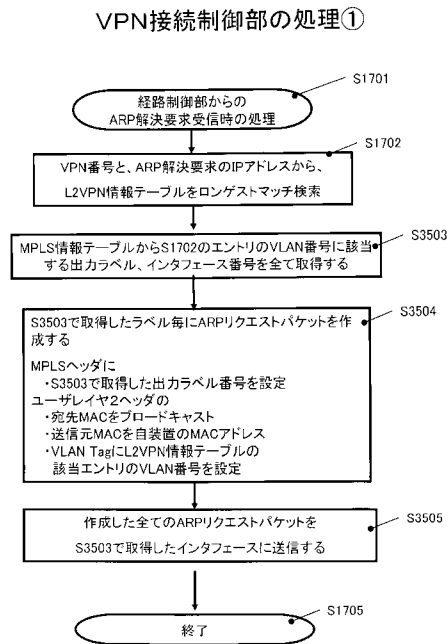 VPN接続制御部の処理①
S1701
経路制御部からの
ARP解決要求受信時の処理
S1702
VPN番号と、ARP解決要求のIPアドレスから、
L2VPN情報テーブルをロンゲストマッチ検索
S3503
MPLS情報テーブルからS1702のエントリのVLAN番号に該当
する出力ラベル、インタフェース番号を全て取得する
S3504
S3503で取得したラベル毎にARPリクエストパケットを作
成する
MPLSヘッダに
・S3503で取得した出力ラベル番号を設定
ユーザレイヤ2ヘッダの
・宛先MACをブロードキャスト
・送信元MACを自装置のMACアドレス
・VLAN TagにL2VPN情報テーブルの
該当エントリのVLAN番号を設定
S3505
作成した全てのARPリクエストパケットを
S3503で取得したインタフェースに送信する
S1705
終了